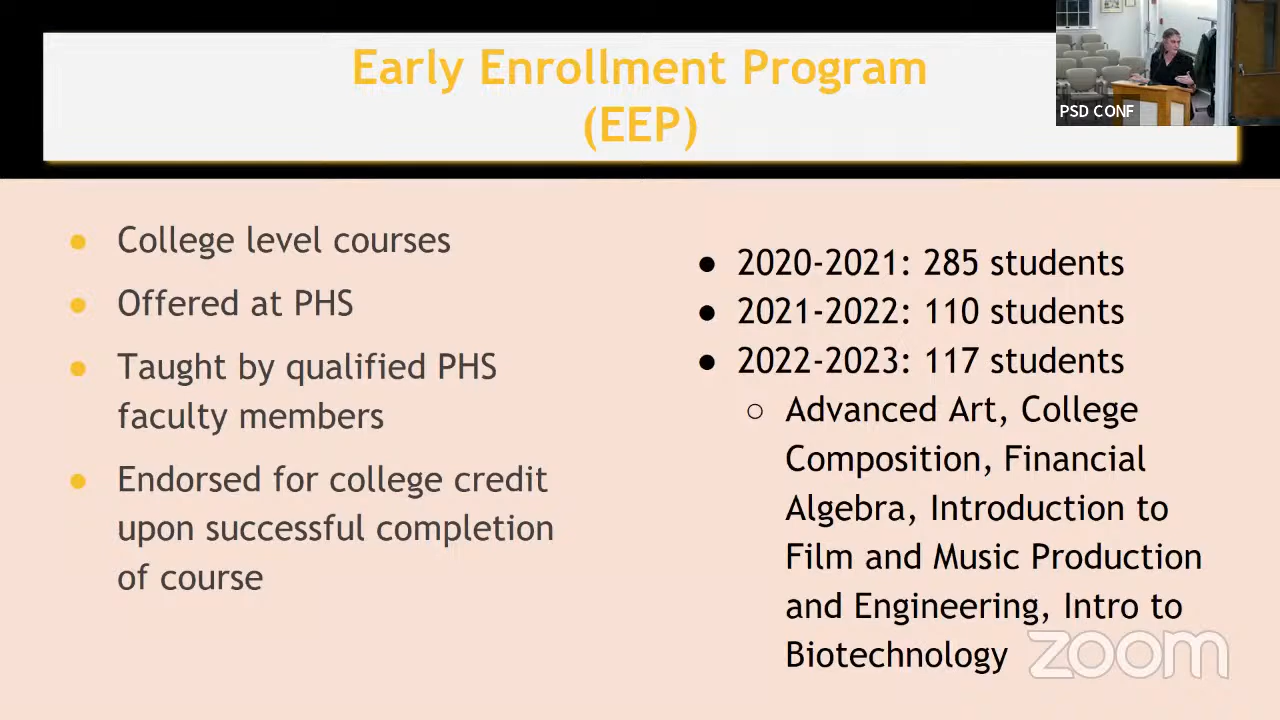 Early Enrollment Program
(EEP)
PSD CONF
● College level courses
● Offered at PHS
● Taught by qualified PHS
faculty members
● Endorsed for college credit
upon successful completion
of course
● 2020-2021: 285 students
● 2021-2022: 110 students
● 2022-2023: 117 students
○ Advanced Art, College
Composition, Financial
Algebra, Introduction to
Film and Music Production
and Engineering, Intro to
Biotechnology
zoom